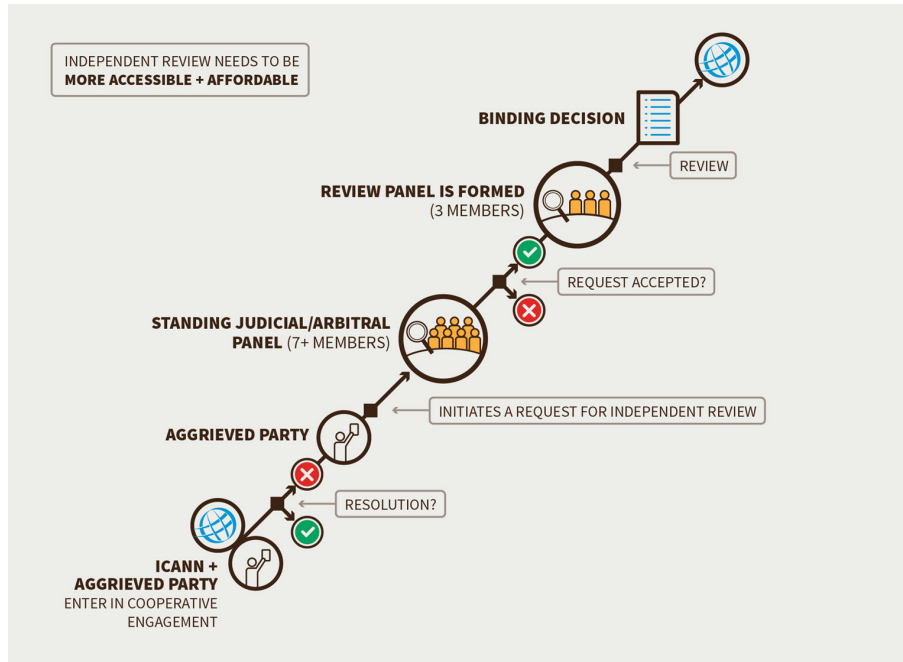 INDEPENDENT REVIEW NEEDS TO BE
MORE ACCESSIBLE + AFFORDABLE
BINDING DECISION
REVIEW
REVIEW PANEL IS FORMED
(3 MEMBERS)
REQUEST ACCEPTED?
STANDING JUDICIAL/ARBITRAL
PANEL (7+ MEMBERS)
INITIATES A REQUEST FOR INDEPENDENT REVIEW
AGGRIEVED PARTY
RESOLUTION?
ICANN +
AGGRIEVED PARTY
ENTER IN COOPERATIVE
ENGAGEMENT